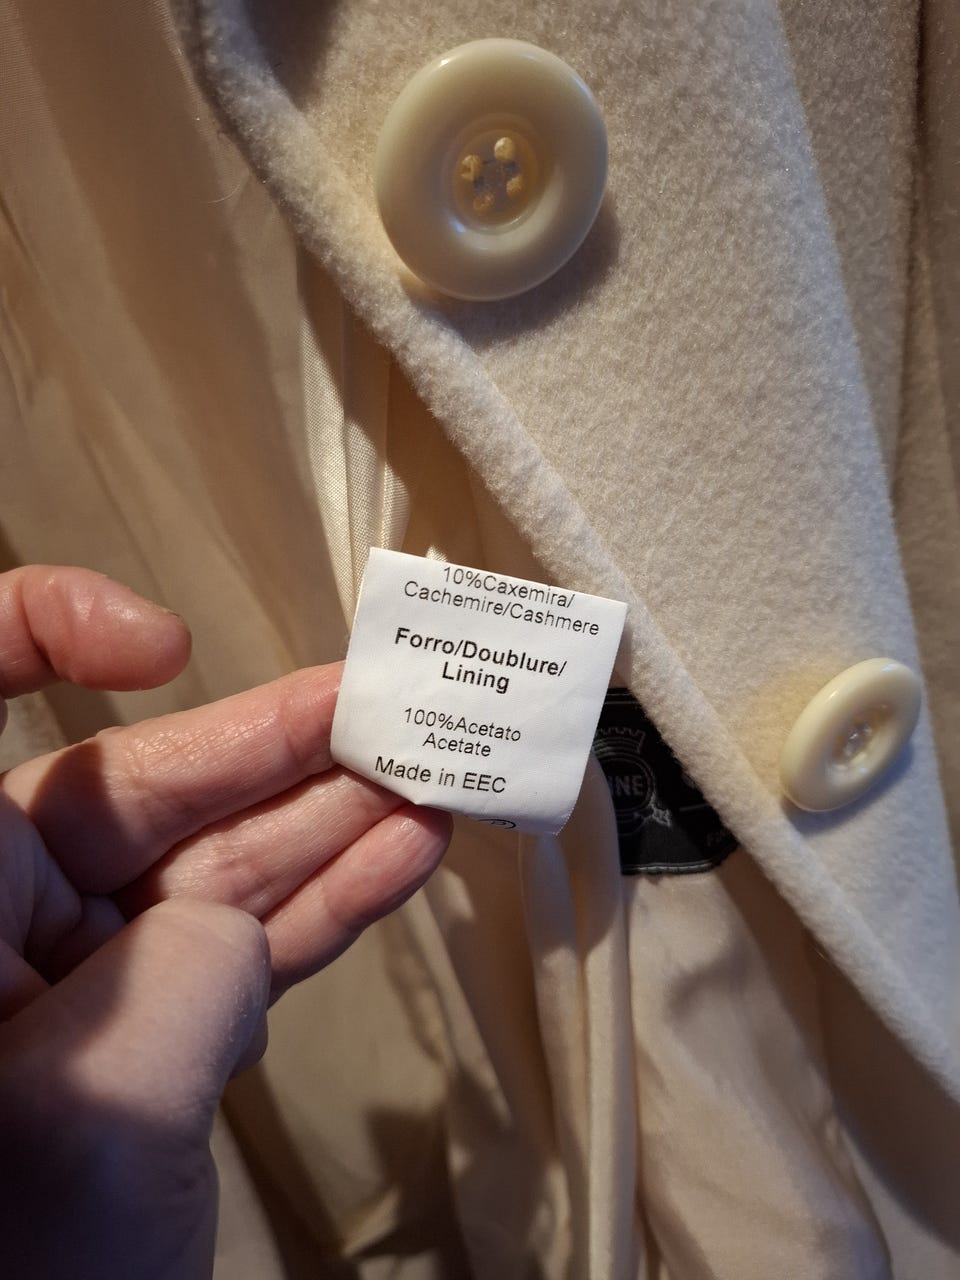 10%Caxemira/
Cachemire/Cashmere
Forro/Doublure/
Lining
100%Acetato
Acetate
Made in EEC